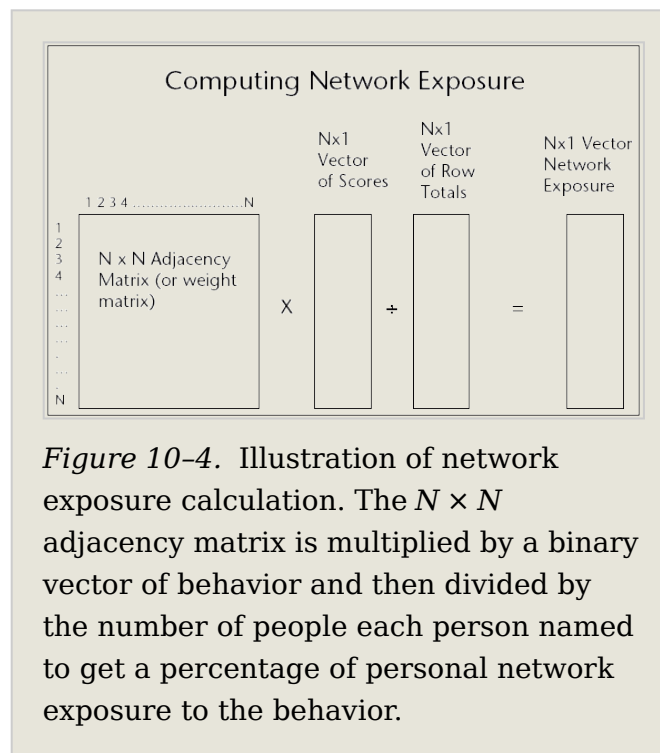 Computing Network Exposure
Nx1
Vector
of Scores
Nx1
Vector
of Row
Totals
Nx1 Vector
Network
Exposure
1 2 3 4 ............................N
1
2
3
4
...
...
...
...
.
...
.
N
N x N Adjacency
Matrix (or weight
matrix)
X
÷
=
Figure 10–4. Illustration of network
exposure calculation. The N × N
adjacency matrix is multiplied by a binary
vector of behavior and then divided by
the number of people each person named
to get a percentage of personal network
exposure to the behavior.